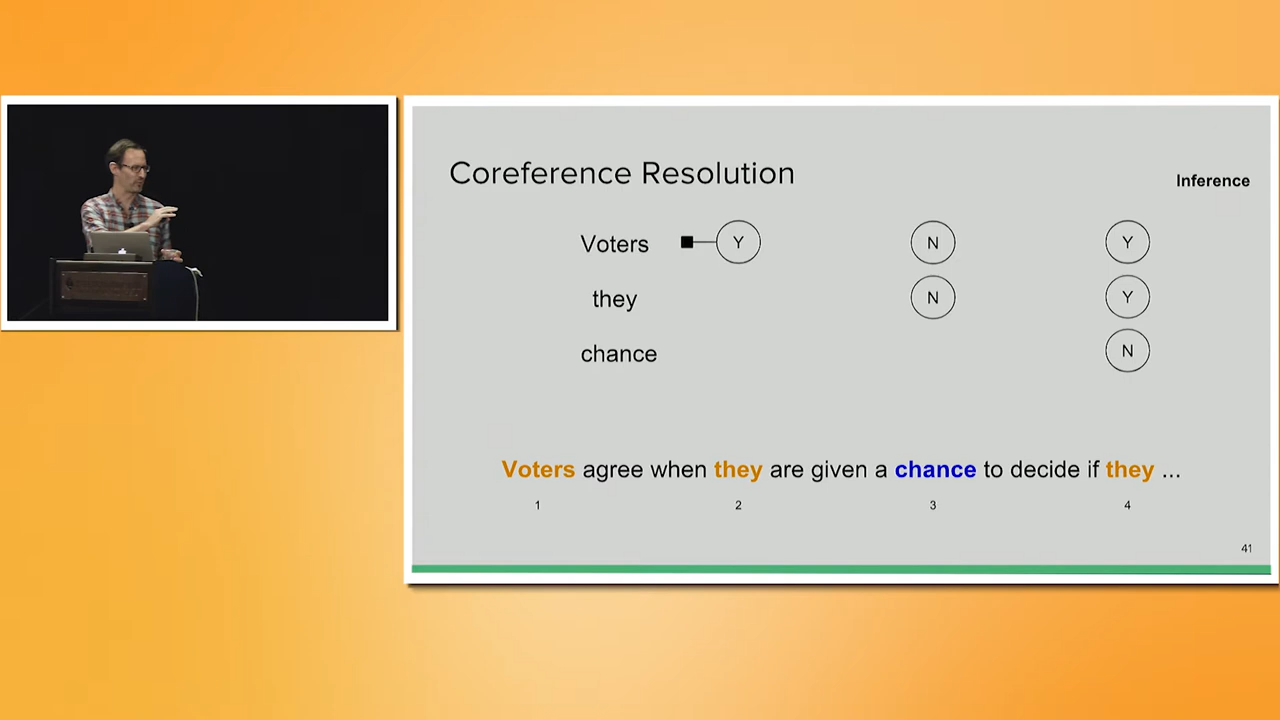 Coreference Resolution
Inference
Voters Y N Y
they N Y
chance N
Voters agree when they are given a chance to decide if they ...
1 2 3 4
41